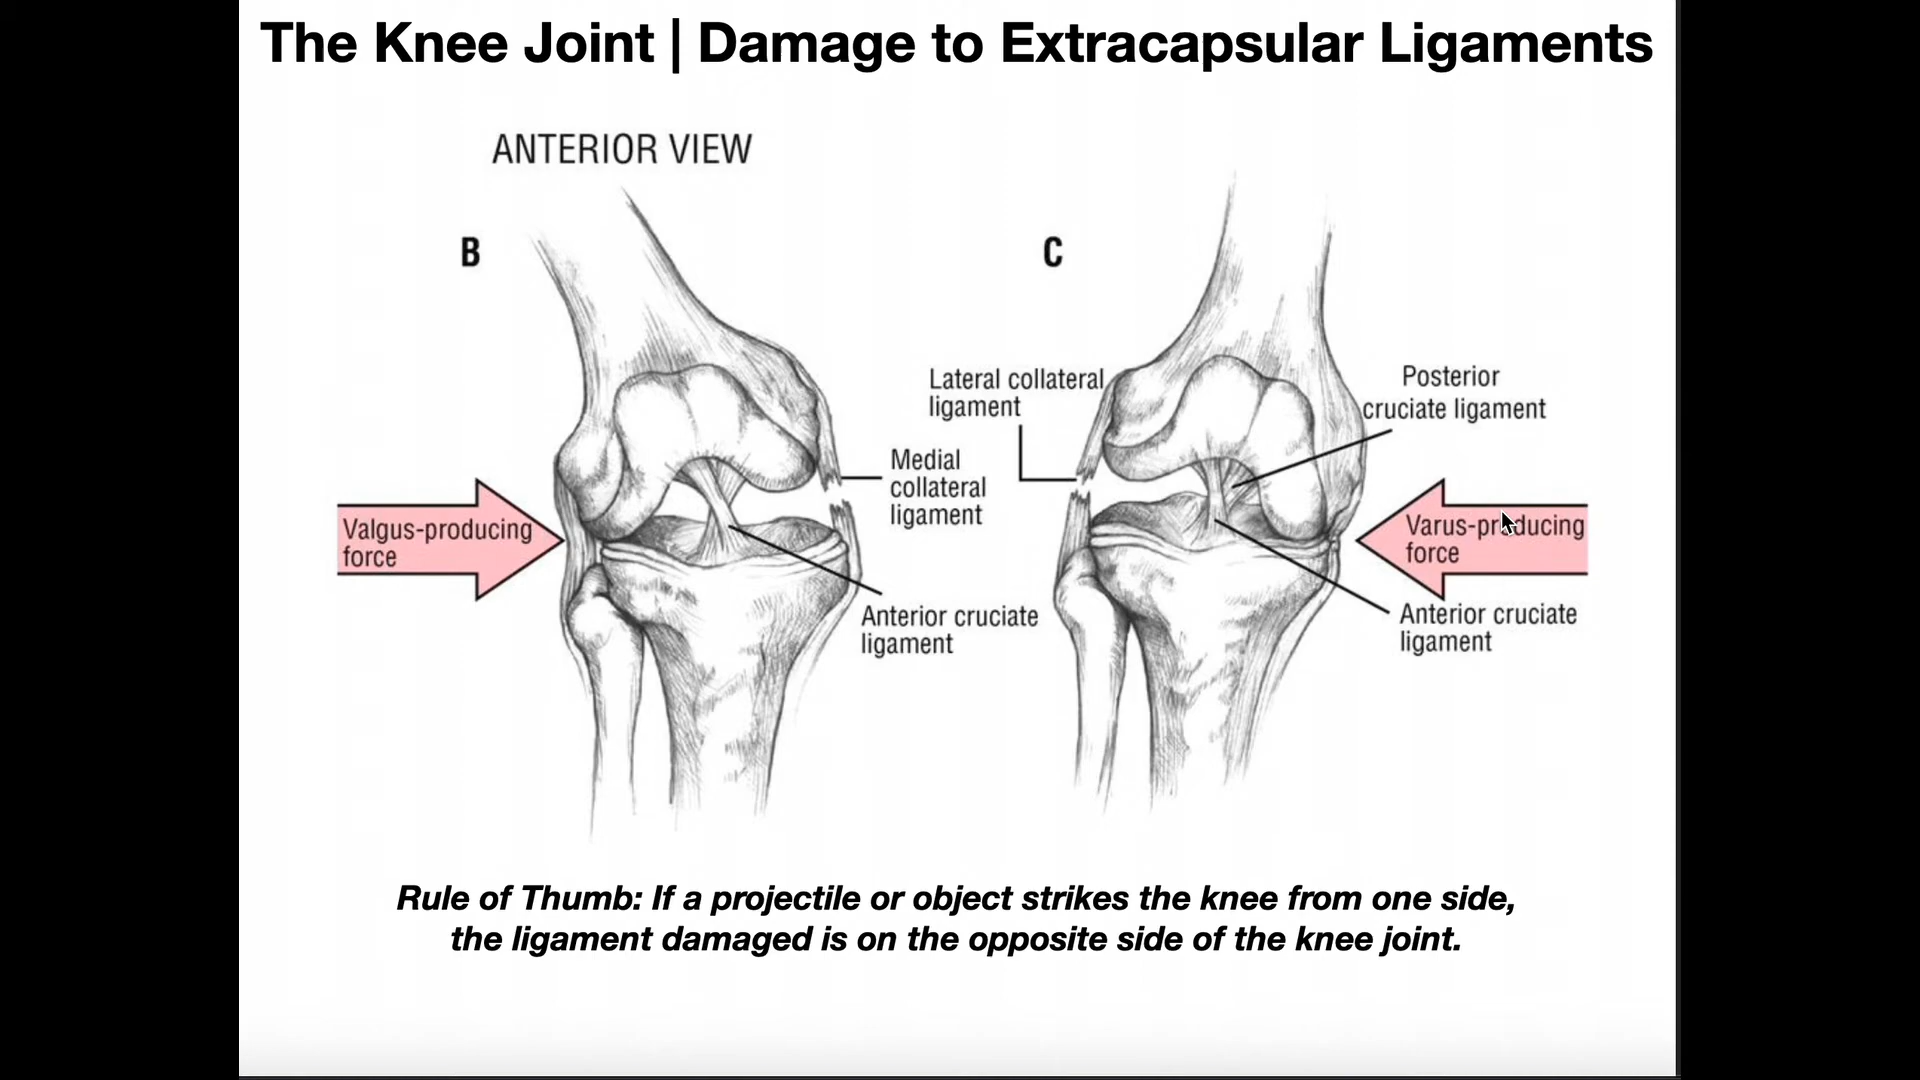 The Knee Joint | Damage to Extracapsular Ligaments
ANTERIOR VIEW
B
Valgus-producing
force
Medial
collateral
ligament
Anterior cruciate
ligament
C
Lateral collateral
ligament
Posterior
cruciate ligament
Varus-producing
force
Anterior cruciate
ligament
Rule of Thumb: If a projectile or object strikes the knee from one side,
the ligament damaged is on the opposite side of the knee joint.